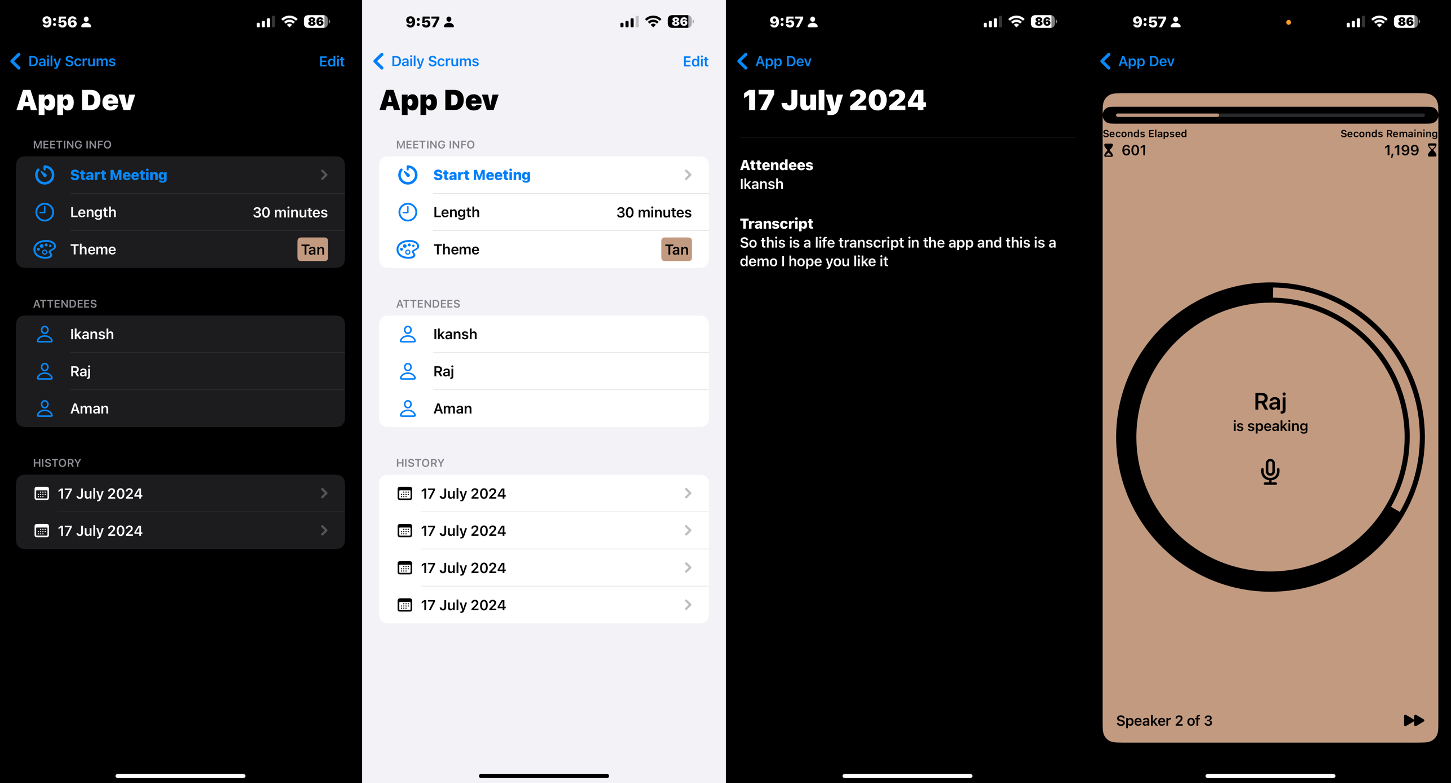 9:56
86
Daily Scrums
Edit
App Dev
MEETING INFO
Start Meeting
Length 30 minutes
Theme Tan
ATTENDEES
Ikansh
Raj
Aman
HISTORY
17 July 2024
17 July 2024
9:57
86
Daily Scrums
Edit
App Dev
MEETING INFO
Start Meeting
Length 30 minutes
Theme Tan
ATTENDEES
Ikansh
Raj
Aman
HISTORY
17 July 2024
17 July 2024
17 July 2024
17 July 2024
9:57
86
App Dev
17 July 2024
Attendees
Ikansh
Transcript
So this is a life transcript in the app and this is a
demo I hope you like it
9:57
86
App Dev
Seconds Elapsed Seconds Remaining
601 1,199
Raj
is speaking
Speaker 2 of 3